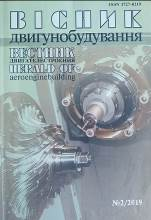 ISSN 1727-0219
ВІСНИК
двигунобудування
ВЕСТНИК
ДВИГАТЕЛЕСТРОЕНИЯ
HERALD OF
aeroenginebuilding
№2/2019